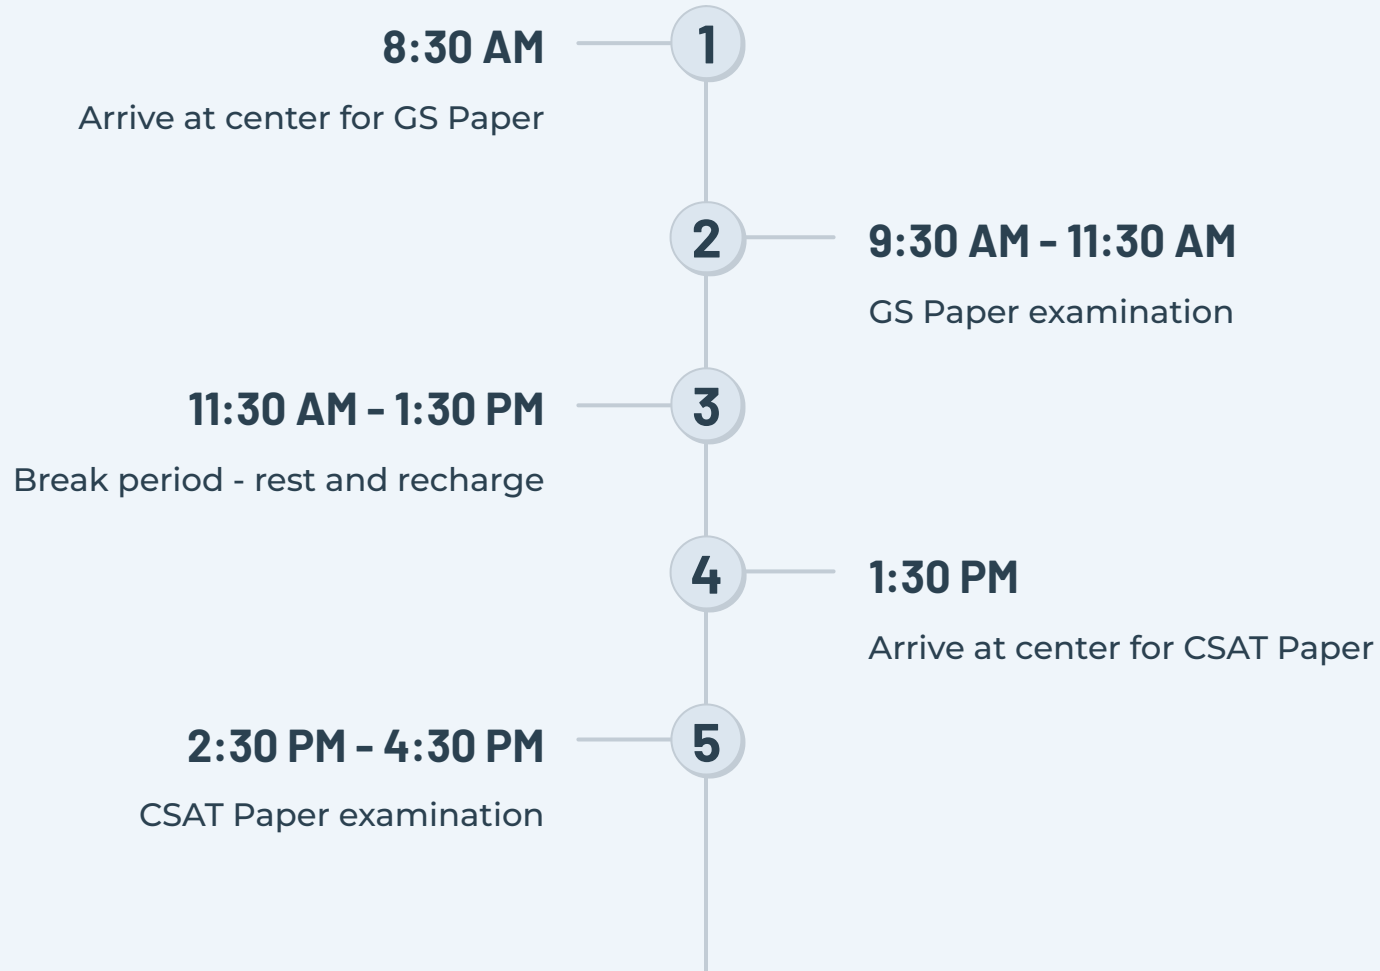 1
8:30 AM
Arrive at center for GS Paper
2
9:30 AM - 11:30 AM
GS Paper examination
3
11:30 AM - 1:30 PM
Break period - rest and recharge
4
1:30 PM
Arrive at center for CSAT Paper
5
2:30 PM - 4:30 PM
CSAT Paper examination